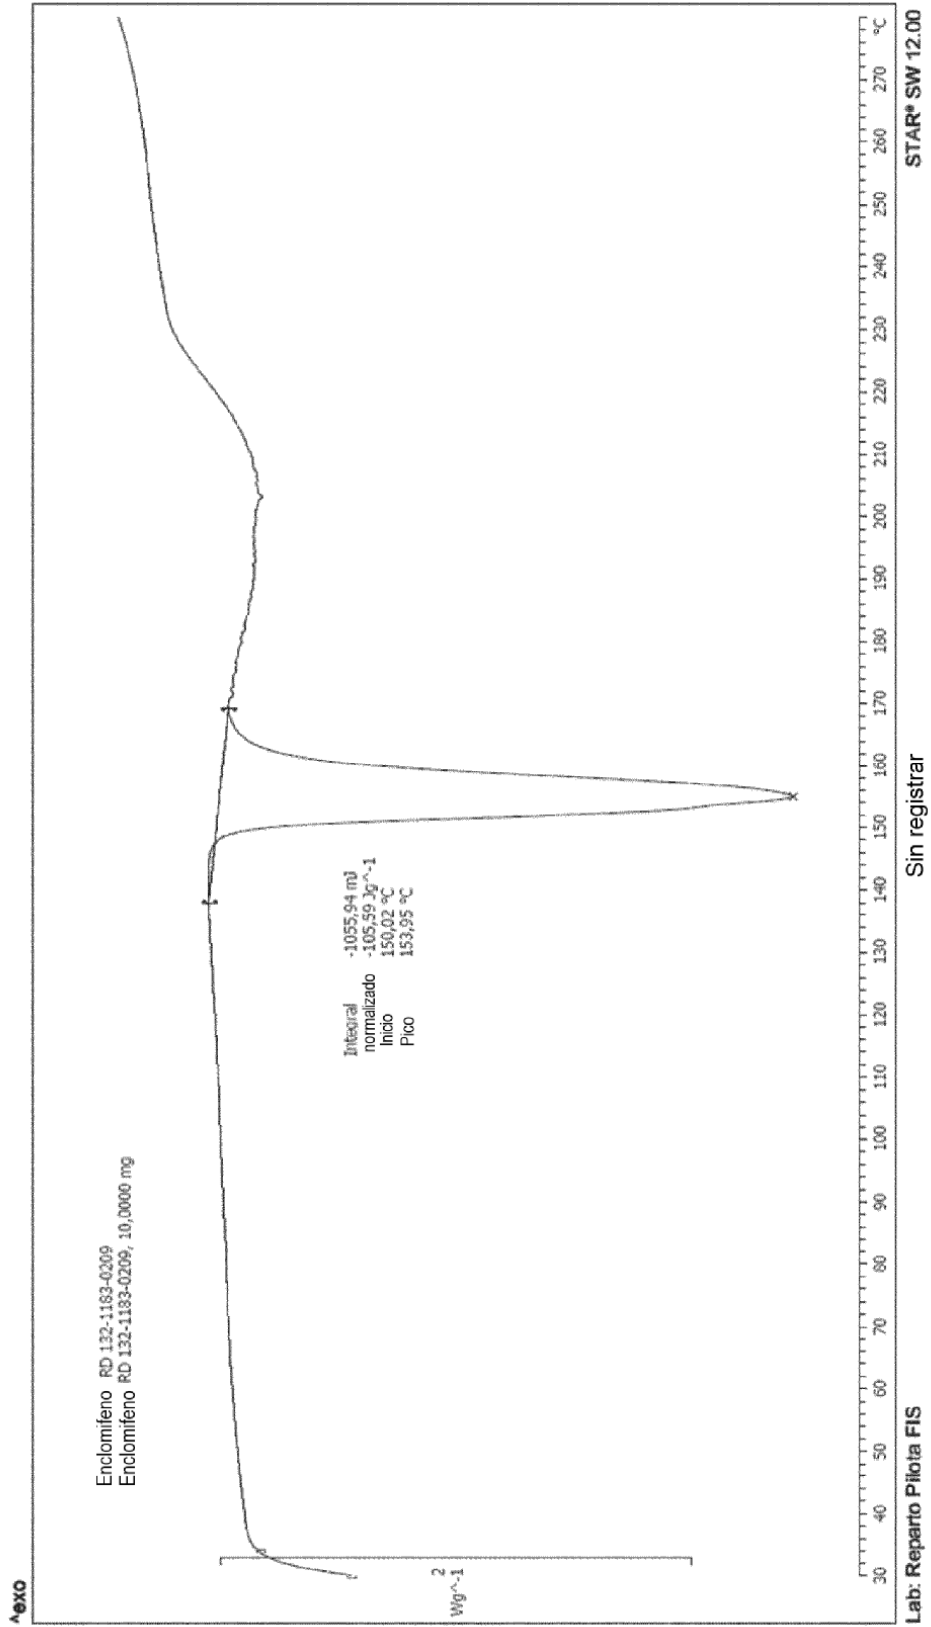 ^exo
Enclomifeno RD 132-1183-0209
Enclomifeno RD 132-1183-0209, 10,0000 mg
Integral -1055,94 mJ
normalizado -105,59 Jg^-1
Inicio 150,02 °C
Pico 153,95 °C
2
Wg^-1
30 40 50 60 70 80 90 100 110 120 130 140 150 160 170 180 190 200 210 220 230 240 250 260 270 °C
Lab: Reparto Pilota FIS Sin registrar STARe SW 12.00